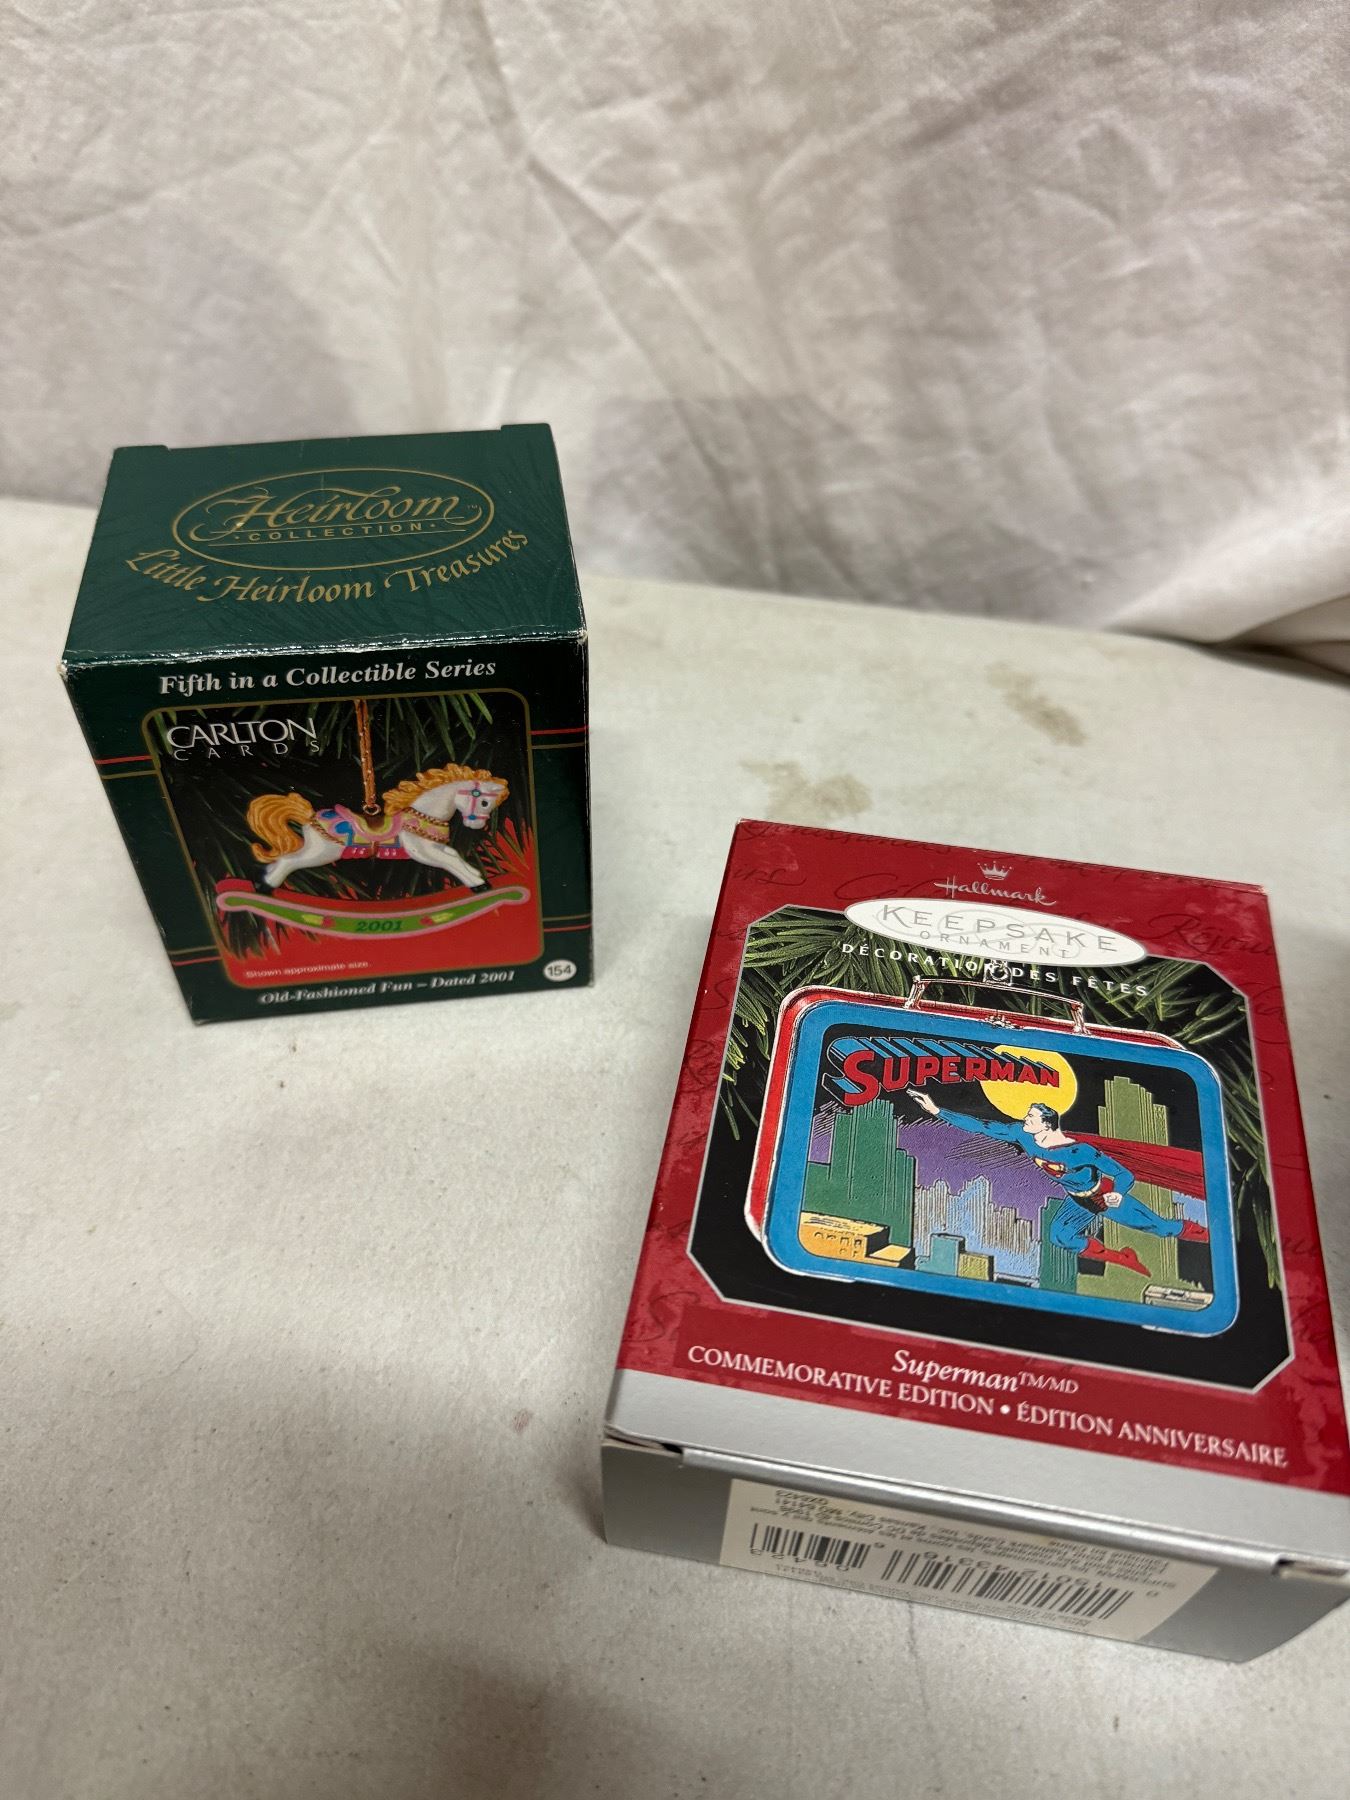 Heirloom™
• COLLECTION •
Little Heirloom Treasures
Fifth in a Collectible Series
CARLTON
CARDS
2001
Shown approximate size.
Old-Fashioned Fun – Dated 2001
154
Hallmark
KEEPSAKE
ORNAMENT
DÉCORATION DES FÊTES
SUPERMAN
Superman™/MD
COMMEMORATIVE EDITION • ÉDITION ANNIVERSAIRE